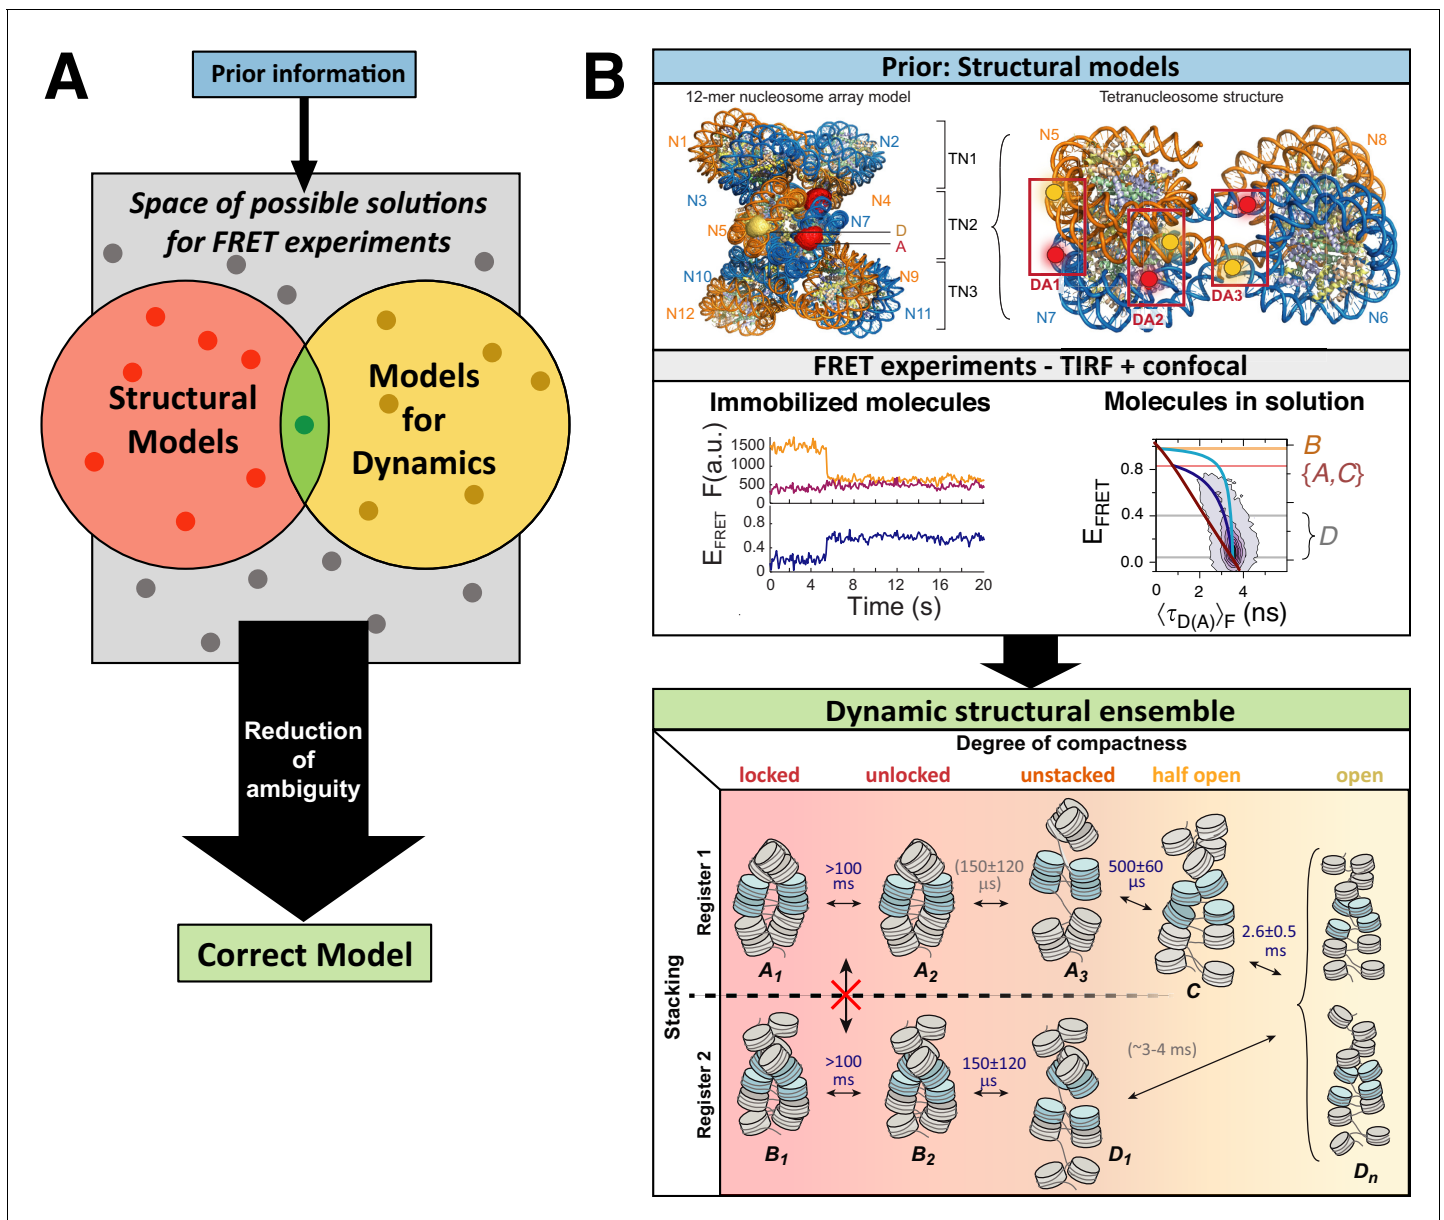 A
Prior information
Space of possible solutions
for FRET experiments
Structural
Models
Models
for
Dynamics
Reduction
of
ambiguity
Correct Model
B
Prior: Structural models
12-mer nucleosome array model
Tetranucleosome structure
N1
N2
N3
N4
N5
N7
D
A
N10
N9
N12
N11
TN1
TN2
TN3
N5
N8
DA1
DA2
DA3
N7
N6
FRET experiments - TIRF + confocal
Immobilized molecules
F(a.u.)
1500
1000
500
0
EFRET
0.8
0.4
0
0 4 8 12 16 20
Time (s)
Molecules in solution
EFRET
0.8
0.4
0.0
0 2 4
⟨τD(A)⟩F (ns)
B
{A,C}
D
Dynamic structural ensemble
Degree of compactness
locked unlocked unstacked half open open
Stacking
Register 1
>100
ms
(150±120
μs)
500±60
μs
2.6±0.5
ms
A1
A2
A3
C
Register 2
>100
ms
150±120
μs
(~3-4 ms)
B1
B2
D1
Dn